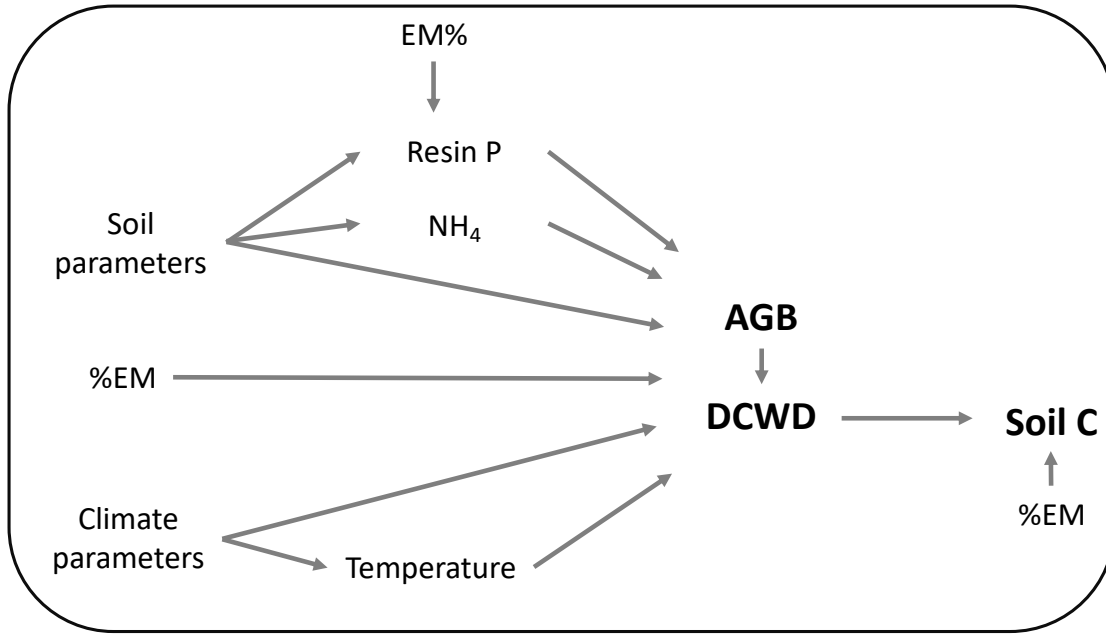 EM%
Resin P
Soil
parameters
NH₄
AGB
%EM
DCWD
Soil C
%EM
Climate
parameters
Temperature